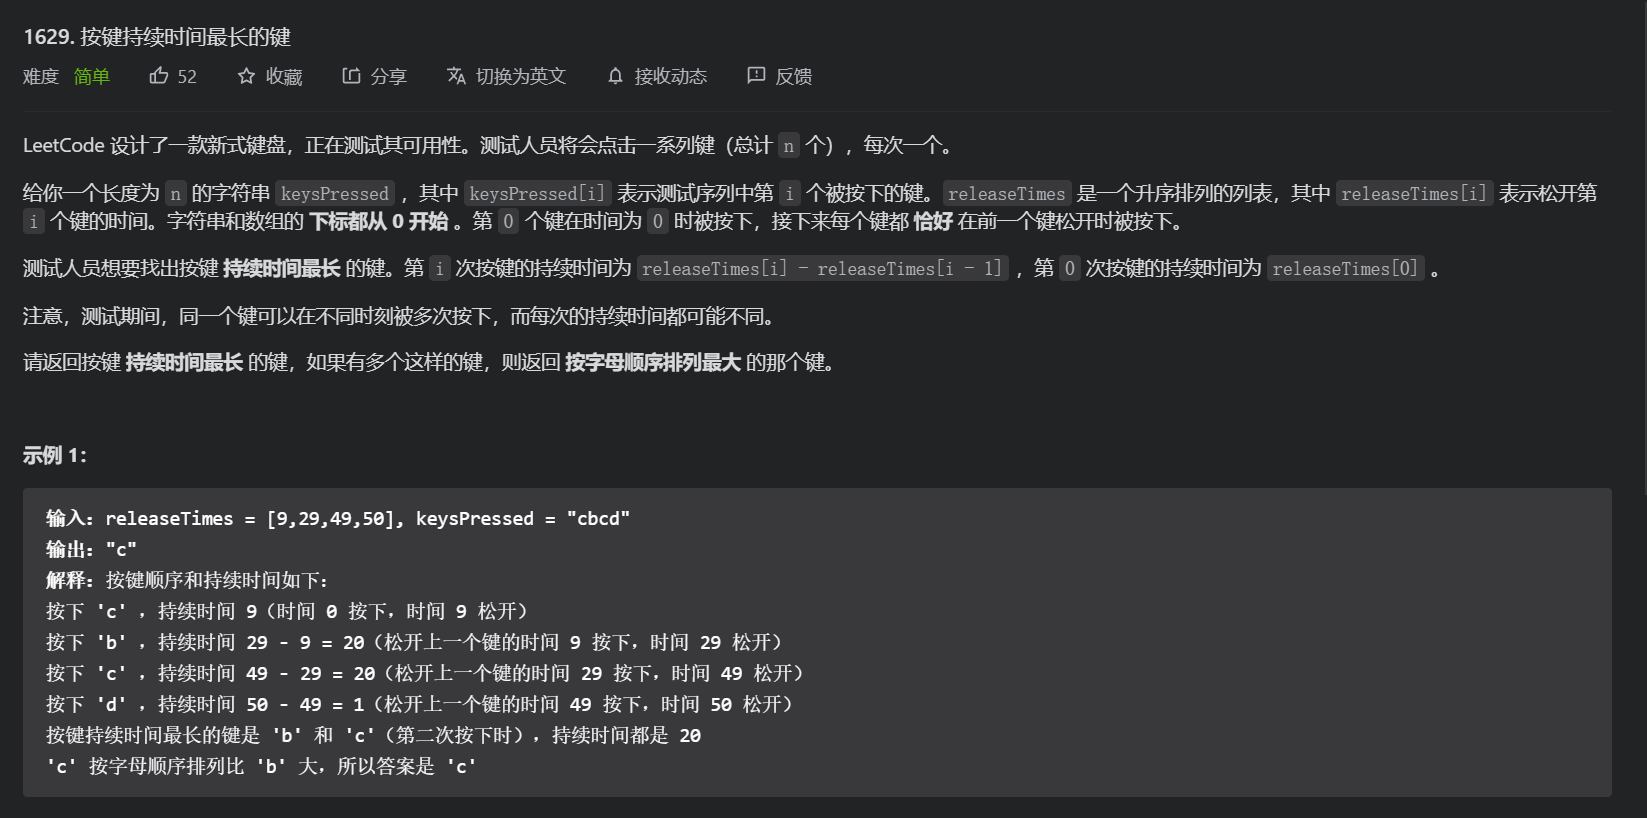 1629. 按键持续时间最长的键
难度 简单 52 收藏 分享 切换为英文 接收动态 反馈
LeetCode 设计了一款新式键盘，正在测试其可用性。测试人员将会点击一系列键（总计 n 个），每次一个。
给你一个长度为 n 的字符串 keysPressed ，其中 keysPressed[i] 表示测试序列中第 i 个被按下的键。releaseTimes 是一个升序排列的列表，其中 releaseTimes[i] 表示松开第
i 个键的时间。字符串和数组的 下标都从 0 开始 。第 0 个键在时间为 0 时被按下，接下来每个键都 恰好 在前一个键松开时被按下。
测试人员想要找出按键 持续时间最长 的键。第 i 次按键的持续时间为 releaseTimes[i] - releaseTimes[i - 1] ，第 0 次按键的持续时间为 releaseTimes[0] 。
注意，测试期间，同一个键可以在不同时刻被多次按下，而每次的持续时间都可能不同。
请返回按键 持续时间最长 的键，如果有多个这样的键，则返回 按字母顺序排列最大 的那个键。
示例 1：
输入：releaseTimes = [9,29,49,50], keysPressed = "cbcd"
输出："c"
解释：按键顺序和持续时间如下：
按下 'c' ，持续时间 9（时间 0 按下，时间 9 松开）
按下 'b' ，持续时间 29 - 9 = 20（松开上一个键的时间 9 按下，时间 29 松开）
按下 'c' ，持续时间 49 - 29 = 20（松开上一个键的时间 29 按下，时间 49 松开）
按下 'd' ，持续时间 50 - 49 = 1（松开上一个键的时间 49 按下，时间 50 松开）
按键持续时间最长的键是 'b' 和 'c'（第二次按下时），持续时间都是 20
'c' 按字母顺序排列比 'b' 大，所以答案是 'c'